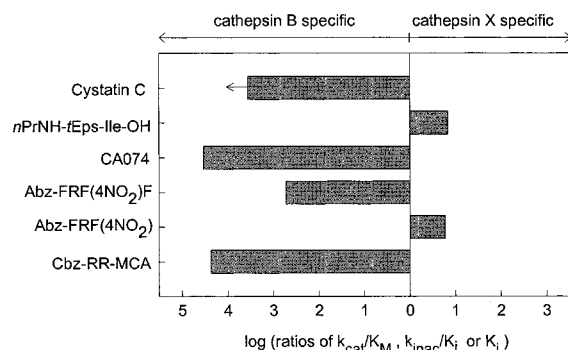 cathepsin B specific cathepsin X specific
Cystatin C
nPrNH-tEps-Ile-OH
CA074
Abz-FRF(4NO2)F
Abz-FRF(4NO2)
Cbz-RR-MCA
5 4 3 2 1 0 1 2 3
log (ratios of kcat/KM, kinac/Ki or Ki)